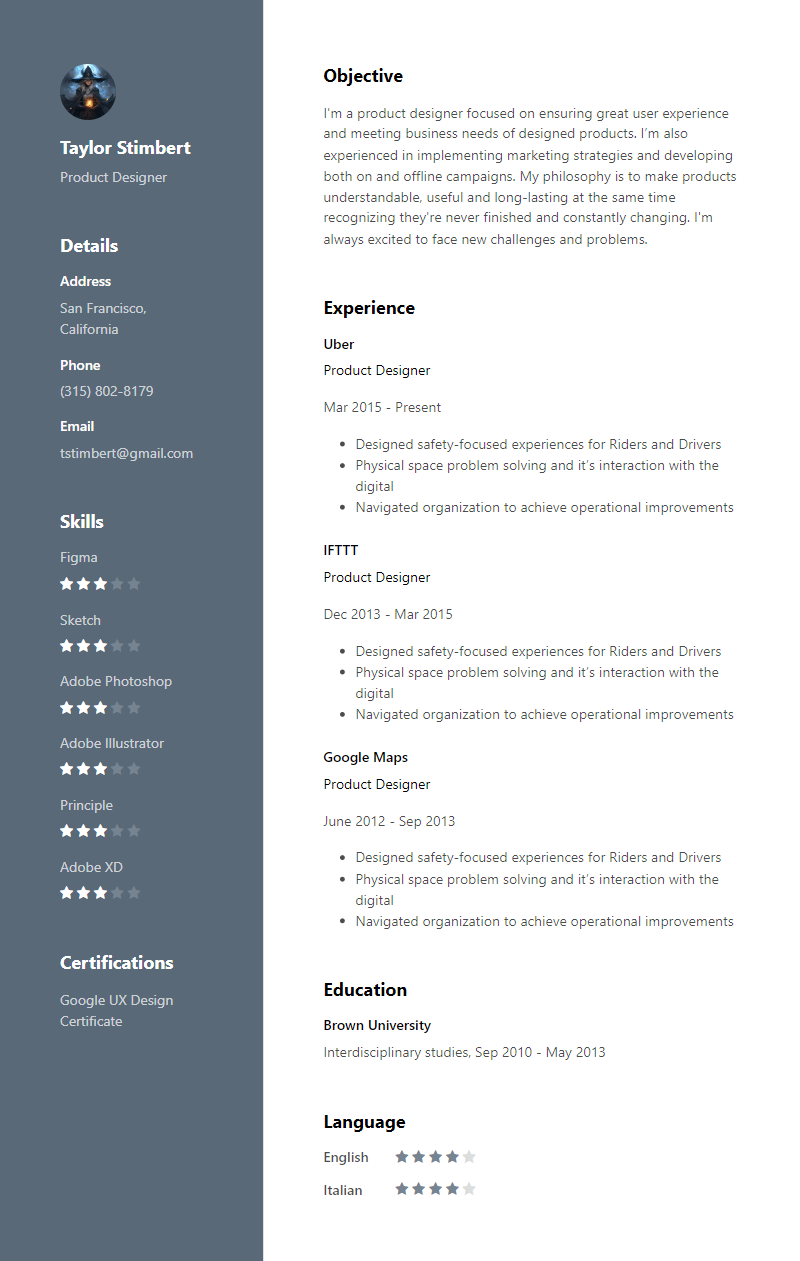 Taylor Stimbert
Product Designer
Details
Address
San Francisco,
California
Phone
(315) 802-8179
Email
tstimbert@gmail.com
Skills
Figma
Sketch
Adobe Photoshop
Adobe Illustrator
Principle
Adobe XD
Certifications
Google UX Design
Certificate
Objective
I'm a product designer focused on ensuring great user experience
and meeting business needs of designed products. I'm also
experienced in implementing marketing strategies and developing
both on and offline campaigns. My philosophy is to make products
understandable, useful and long-lasting at the same time
recognizing they're never finished and constantly changing. I'm
always excited to face new challenges and problems.
Experience
Uber
Product Designer
Mar 2015 - Present
• Designed safety-focused experiences for Riders and Drivers
• Physical space problem solving and it's interaction with the
digital
• Navigated organization to achieve operational improvements
IFTTT
Product Designer
Dec 2013 - Mar 2015
• Designed safety-focused experiences for Riders and Drivers
• Physical space problem solving and it's interaction with the
digital
• Navigated organization to achieve operational improvements
Google Maps
Product Designer
June 2012 - Sep 2013
• Designed safety-focused experiences for Riders and Drivers
• Physical space problem solving and it's interaction with the
digital
• Navigated organization to achieve operational improvements
Education
Brown University
Interdisciplinary studies, Sep 2010 - May 2013
Language
English
Italian